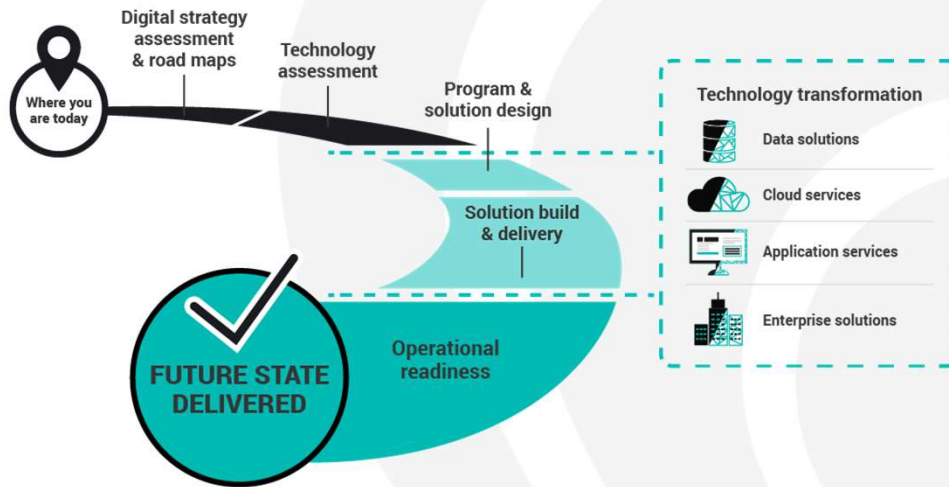 Digital strategy
assessment
& road maps
Technology
assessment
Where you
are today
Program &
solution design
Solution build
& delivery
Operational
readiness
FUTURE STATE
DELIVERED
Technology transformation
Data solutions
Cloud services
Application services
Enterprise solutions